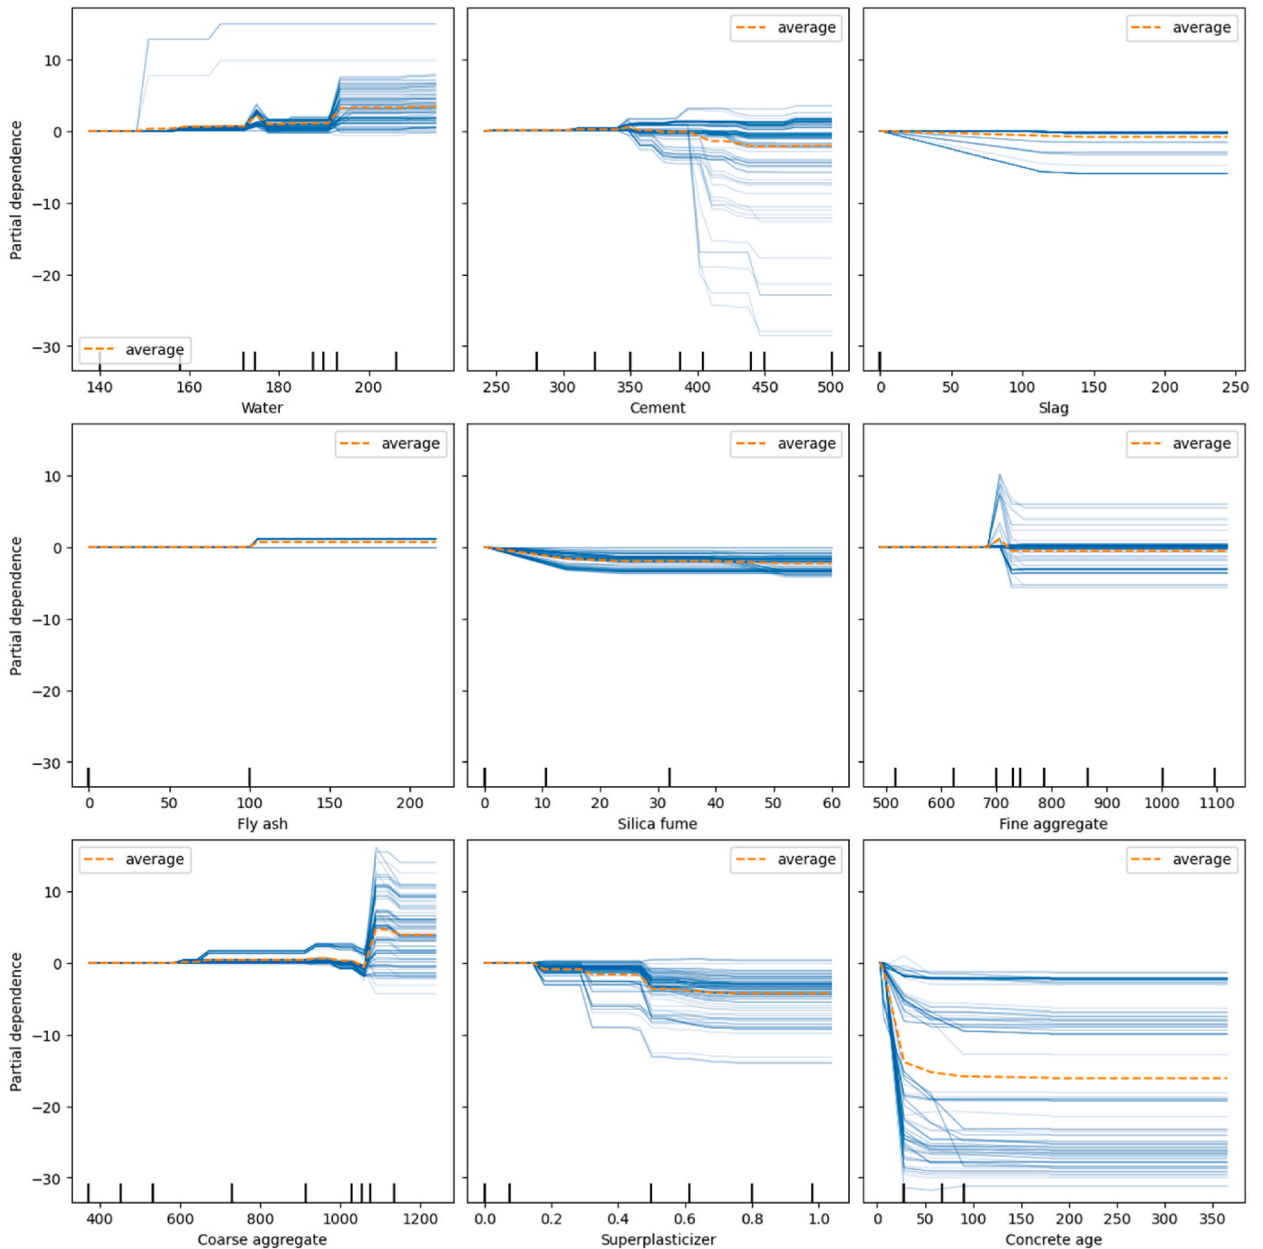 average
10
0
−10
−20
−30
Partial dependence
140 160 180 200
Water
average
250 300 350 400 450 500
Cement
average
0 50 100 150 200 250
Slag
average
10
0
−10
−20
−30
Partial dependence
0 50 100 150 200
Fly ash
average
0 10 20 30 40 50 60
Silica fume
average
500 600 700 800 900 1000 1100
Fine aggregate
average
10
0
−10
−20
−30
Partial dependence
400 600 800 1000 1200
Coarse aggregate
average
0.0 0.2 0.4 0.6 0.8 1.0
Superplasticizer
average
0 50 100 150 200 250 300 350
Concrete age